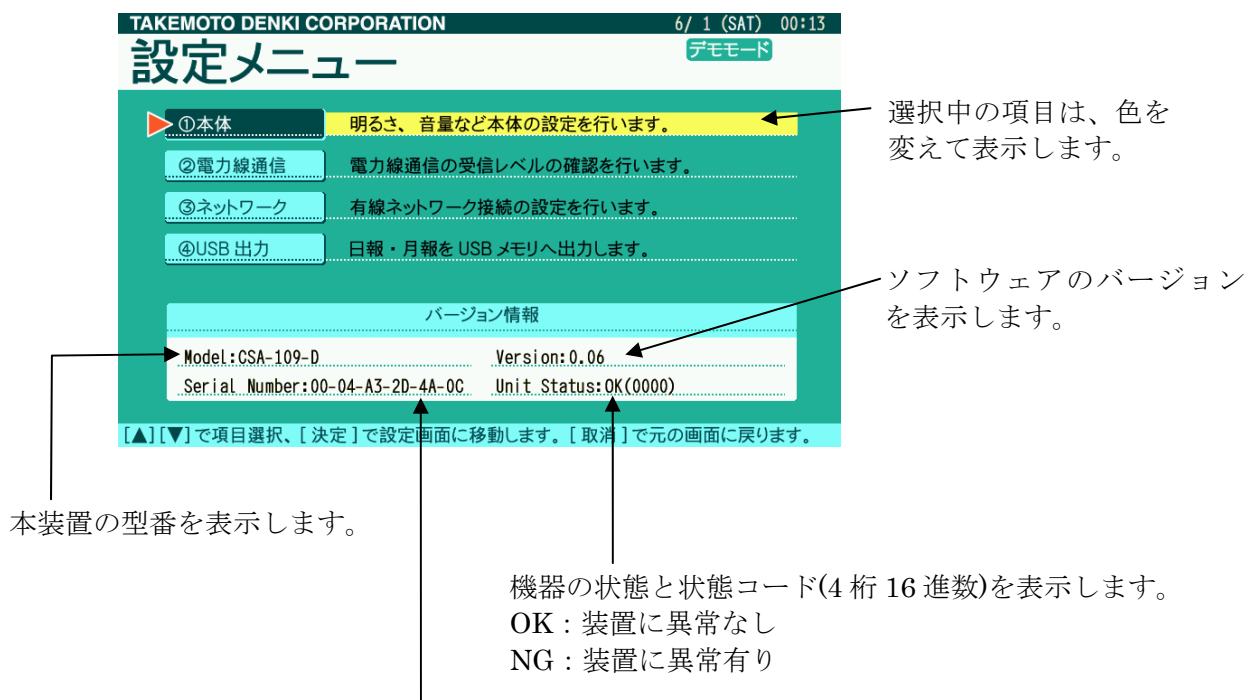 TAKEMOTO DENKI CORPORATION 6/ 1 (SAT) 00:13
設定メニュー
デモモード
①本体 明るさ、音量など本体の設定を行います。
②電力線通信 電力線通信の受信レベルの確認を行います。
③ネットワーク 有線ネットワーク接続の設定を行います。
④USB 出力 日報・月報を USB メモリへ出力します。
バージョン情報
Model:CSA-109-D Version:0.06
Serial Number:00-04-A3-2D-4A-0C Unit Status:OK(0000)
[▲][▼]で項目選択、[ 決定 ]で設定画面に移動します。[ 取消 ]で元の画面に戻ります。
選択中の項目は、色を
変えて表示します。
ソフトウェアのバージョン
を表示します。
本装置の型番を表示します。
機器の状態と状態コード(4 桁 16 進数)を表示します。
OK：装置に異常なし
NG：装置に異常有り